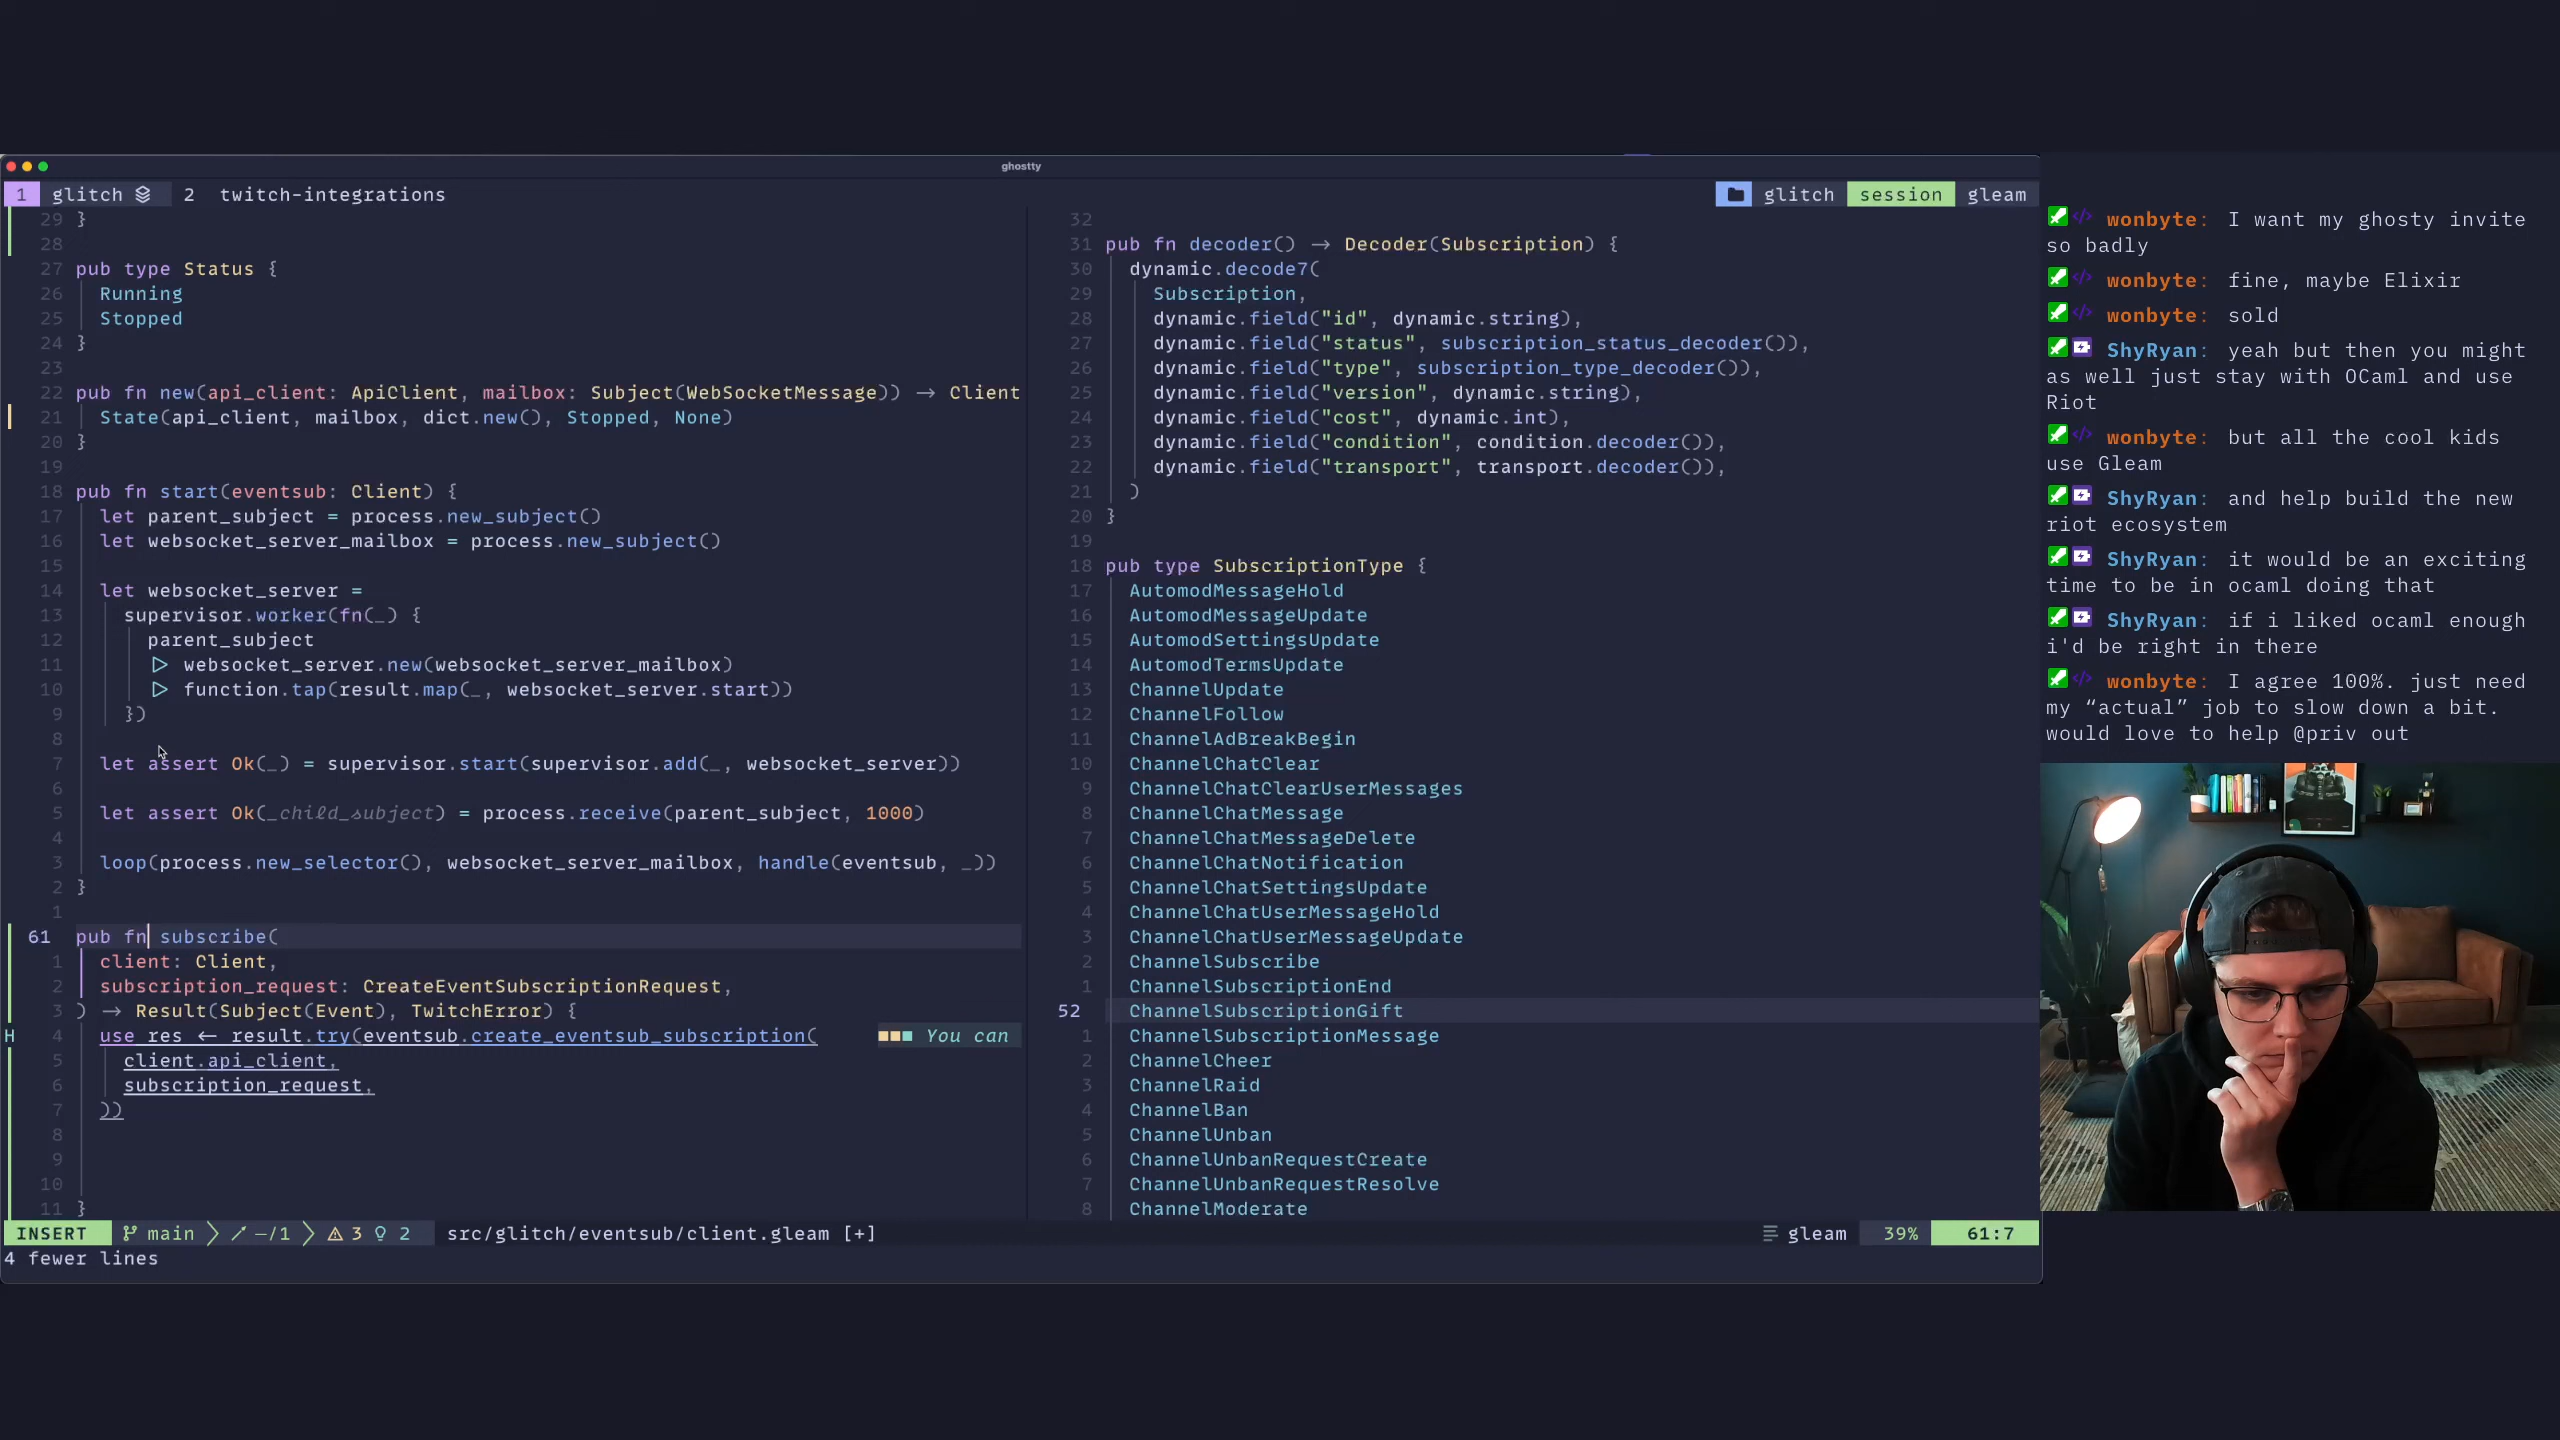 ghostty
1 glitch 2 twitch-integrations
glitch session gleam
29 }
28
27 pub type Status {
26 Running
25 Stopped
24 }
23
22 pub fn new(api_client: ApiClient, mailbox: Subject(WebSocketMessage)) → Client
21 State(api_client, mailbox, dict.new(), Stopped, None)
20 }
19
18 pub fn start(eventsub: Client) {
17 let parent_subject = process.new_subject()
16 let websocket_server_mailbox = process.new_subject()
15
14 let websocket_server =
13 supervisor.worker(fn(_) {
12 parent_subject
11 ▷ websocket_server.new(websocket_server_mailbox)
10 ▷ function.tap(result.map(_, websocket_server.start))
9 })
8
7 let assert Ok(_) = supervisor.start(supervisor.add(_, websocket_server))
6
5 let assert Ok(_child_subject) = process.receive(parent_subject, 1000)
4
3 loop(process.new_selector(), websocket_server_mailbox, handle(eventsub, _))
2 }
1
61 pub fn subscribe(
1 client: Client,
2 subscription_request: CreateEventSubscriptionRequest,
3 ) → Result(Subject(Event), TwitchError) {
H 4 use res ← result.try(eventsub.create_eventsub_subscription( ■■■ You can
5 client.api_client,
6 subscription_request,
7 ))
8
9
10
11 }
32
31 pub fn decoder() → Decoder(Subscription) {
30 dynamic.decode7(
29 Subscription,
28 dynamic.field("id", dynamic.string),
27 dynamic.field("status", subscription_status_decoder()),
26 dynamic.field("type", subscription_type_decoder()),
25 dynamic.field("version", dynamic.string),
24 dynamic.field("cost", dynamic.int),
23 dynamic.field("condition", condition.decoder()),
22 dynamic.field("transport", transport.decoder()),
21 )
20 }
19
18 pub type SubscriptionType {
17 AutomodMessageHold
16 AutomodMessageUpdate
15 AutomodSettingsUpdate
14 AutomodTermsUpdate
13 ChannelUpdate
12 ChannelFollow
11 ChannelAdBreakBegin
10 ChannelChatClear
9 ChannelChatClearUserMessages
8 ChannelChatMessage
7 ChannelChatMessageDelete
6 ChannelChatNotification
5 ChannelChatSettingsUpdate
4 ChannelChatUserMessageHold
3 ChannelChatUserMessageUpdate
2 ChannelSubscribe
1 ChannelSubscriptionEnd
52 ChannelSubscriptionGift
1 ChannelSubscriptionMessage
2 ChannelCheer
3 ChannelRaid
4 ChannelBan
5 ChannelUnban
6 ChannelUnbanRequestCreate
7 ChannelUnbanRequestResolve
8 ChannelModerate
INSERT main –/1 3 2 src/glitch/eventsub/client.gleam [+] gleam 39% 61:7
4 fewer lines
wonbyte: I want my ghosty invite
so badly
wonbyte: fine, maybe Elixir
wonbyte: sold
ShyRyan: yeah but then you might
as well just stay with OCaml and use
Riot
wonbyte: but all the cool kids
use Gleam
ShyRyan: and help build the new
riot ecosystem
ShyRyan: it would be an exciting
time to be in ocaml doing that
ShyRyan: if i liked ocaml enough
i'd be right in there
wonbyte: I agree 100%. just need
my “actual” job to slow down a bit.
would love to help @priv out